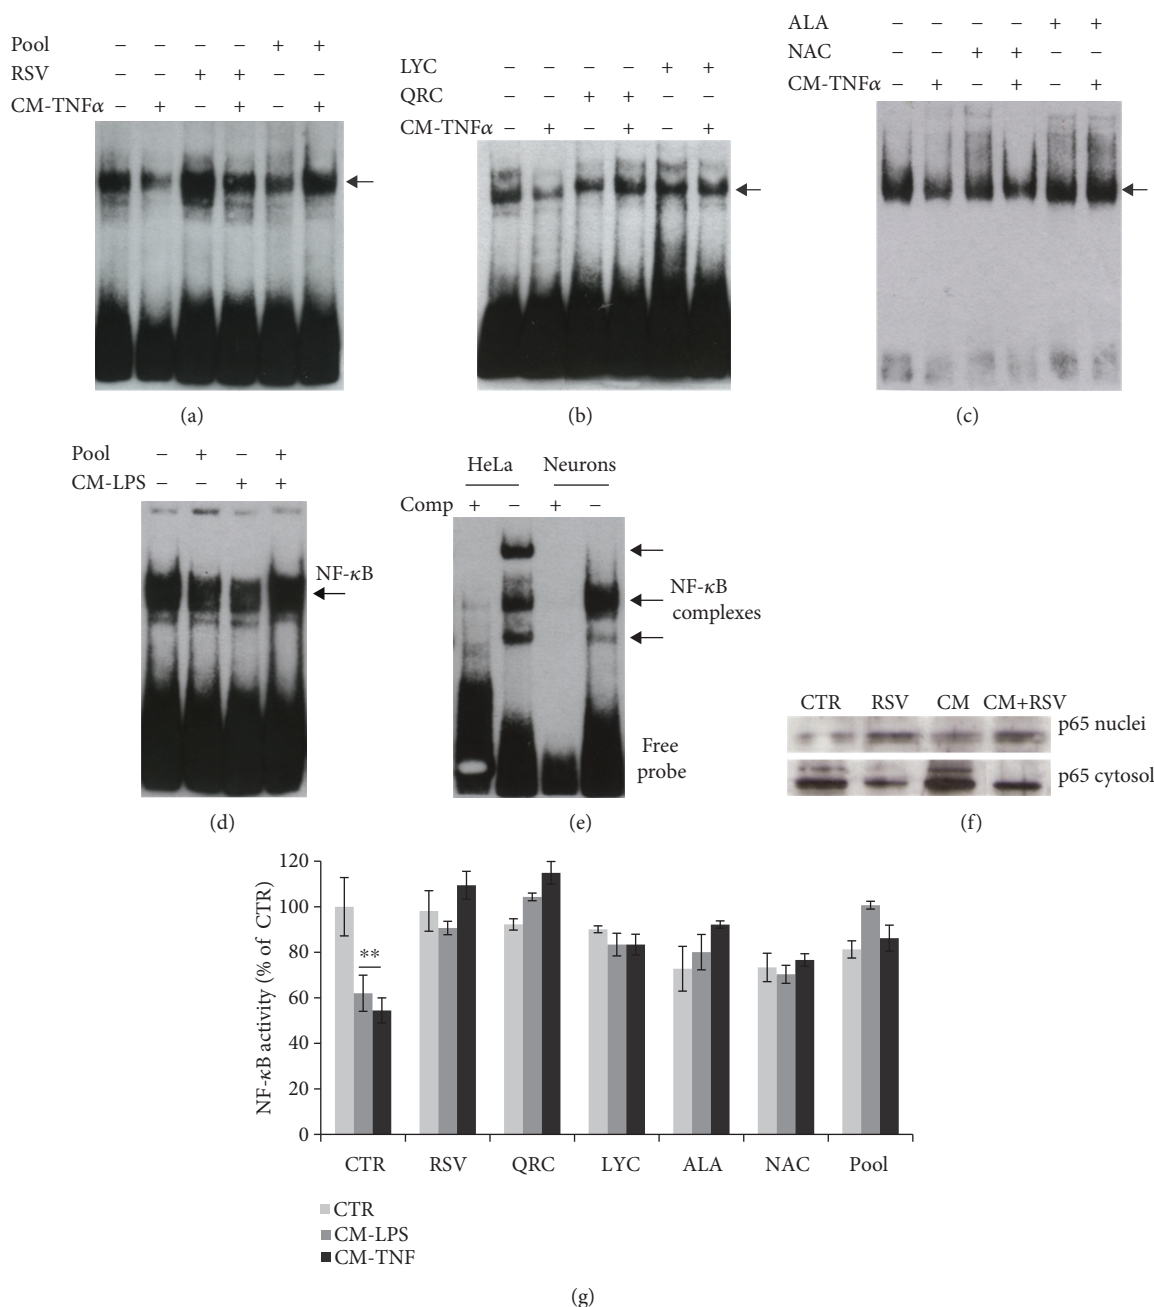 Pool − − − − + +
RSV − − + + − −
CM-TNFα − + − + − +
(a)
LYC − − − − + +
QRC − − + + − −
CM-TNFα − + − + − +
(b)
ALA − − − − + +
NAC − − + + − −
CM-TNFα − + − + − +
(c)
Pool − + − +
CM-LPS − − + +
NF-κB
(d)
HeLa Neurons
Comp + − + −
NF-κB
complexes
Free
probe
(e)
CTR RSV CM CM+RSV
p65 nuclei
p65 cytosol
(f)
NF-κB activity (% of CTR)
120
100
80
60
40
20
0
**
CTR RSV QRC LYC ALA NAC Pool
CTR
CM-LPS
CM-TNF
(g)